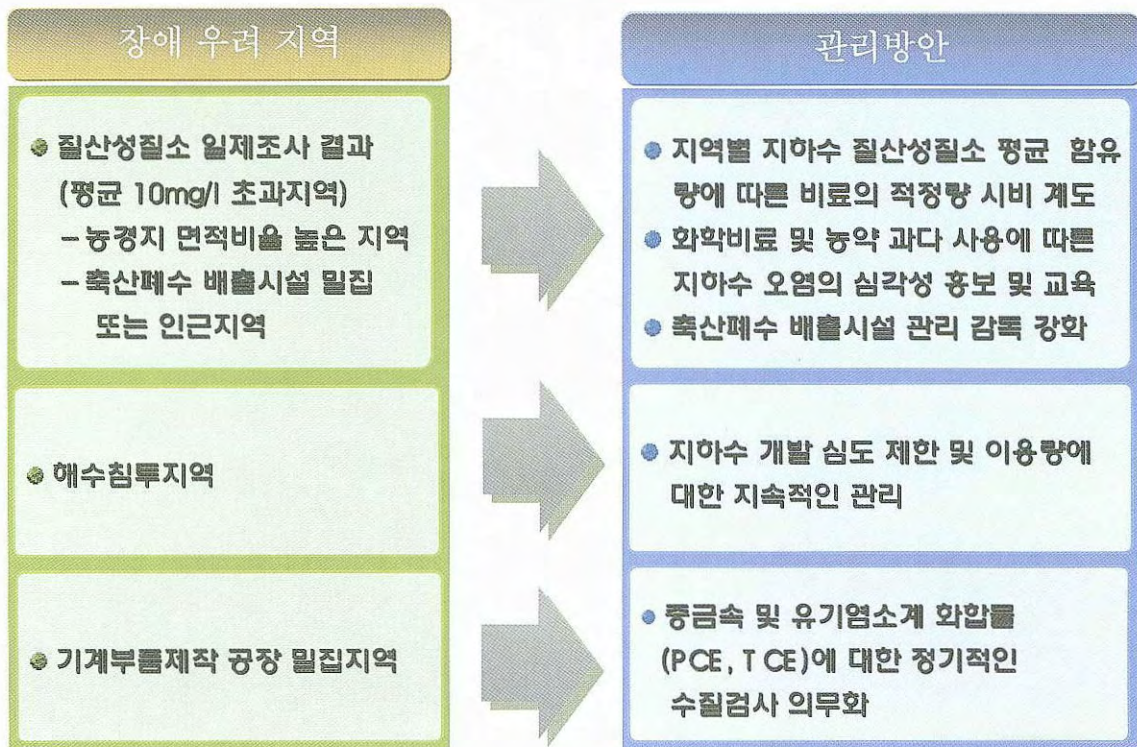 장애 우려 지역
질산성질소 일제조사 결과
(평균 10mg/l 초과지역)
-농경지 면적비율 높은 지역
-축산폐수 배출시설 밀집
또는 인근지역
해수침투지역
기계부품제작 공장 밀집지역
관리방안
지역별 지하수 질산성질소 평균 함유
량에 따른 비료의 적정량 시비 계도
화학비료 및 농약 과다 사용에 따른
지하수 오염의 심각성 홍보 및 교육
축산폐수 배출시설 관리 감독 강화
지하수 개발 심도 제한 및 이용량에
대한 지속적인 관리
중금속 및 유기염소계 화합물
(PCE, T CE)에 대한 정기적인
수질검사 의무화